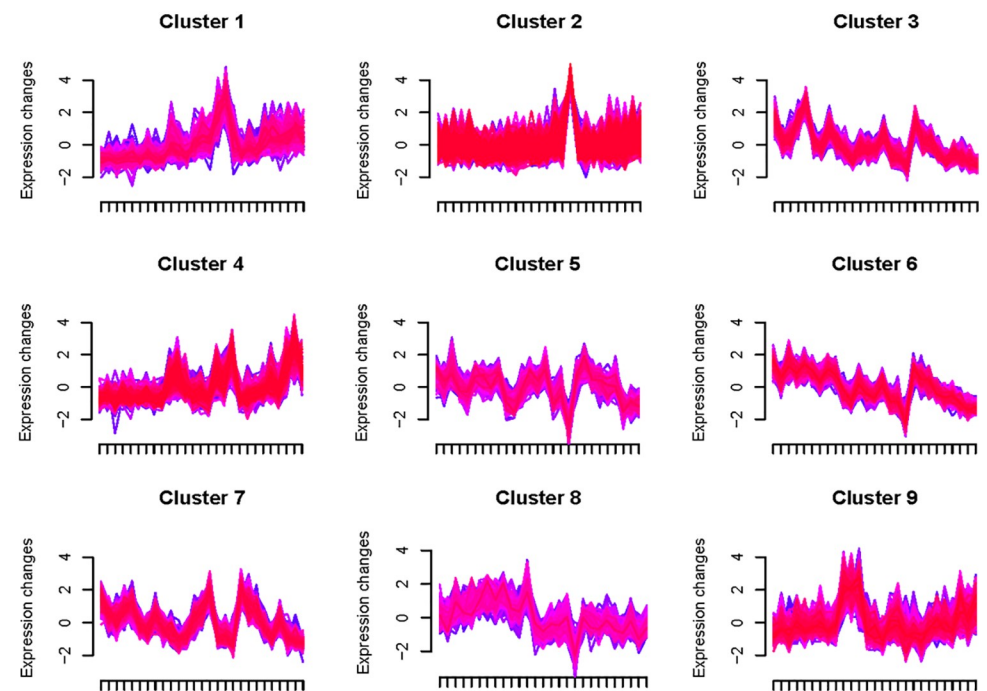 Cluster 1
Cluster 2
Cluster 3
Expression changes
4
2
0
−2
Expression changes
4
2
0
−2
Expression changes
4
2
0
−2
Cluster 4
Cluster 5
Cluster 6
Expression changes
4
2
0
−2
Expression changes
4
2
0
−2
Expression changes
4
2
0
−2
Cluster 7
Cluster 8
Cluster 9
Expression changes
4
2
0
−2
Expression changes
4
2
0
−2
Expression changes
4
2
0
−2